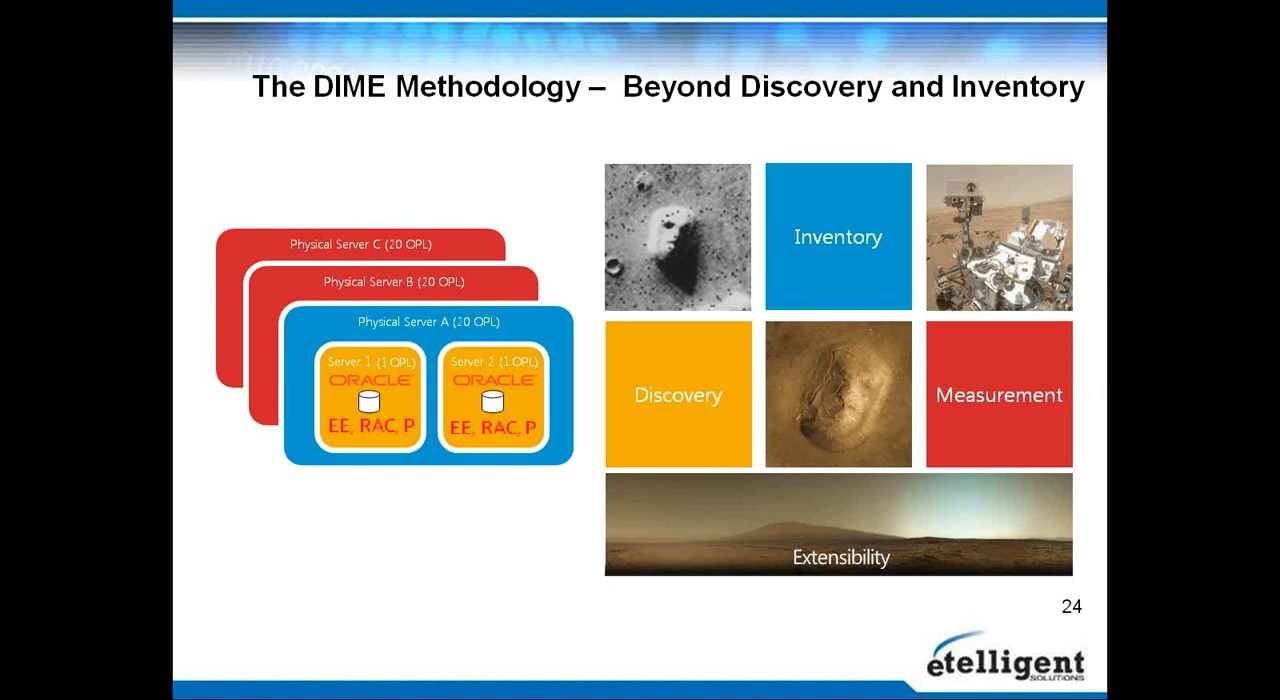 The DIME Methodology – Beyond Discovery and Inventory
Physical Server C (20 OPL)
Physical Server B (20 OPL)
Physical Server A (20 OPL)
Server 1 (1 OPL)
ORACLE
EE, RAC, P
Server 2 (1 OPL)
ORACLE
EE, RAC, P
Inventory
Discovery
Measurement
Extensibility
24
etelligent
SOLUTIONS